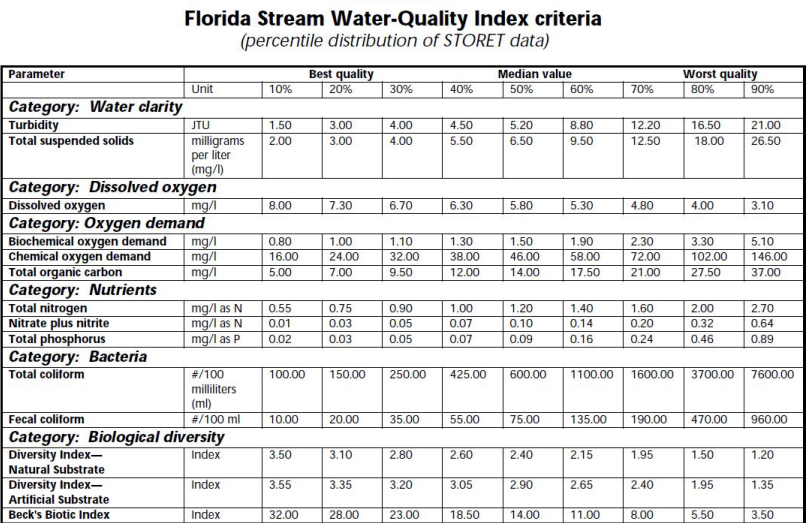 Florida Stream Water-Quality Index criteria
(percentile distribution of STORET data)
Parameter Best quality Median value Worst quality
Unit 10% 20% 30% 40% 50% 60% 70% 80% 90%
Category: Water clarity
Turbidity JTU 1.50 3.00 4.00 4.50 5.20 8.80 12.20 16.50 21.00
Total suspended solids milligrams 2.00 3.00 4.00 5.50 6.50 9.50 12.50 18.00 26.50
per liter
(mg/l)
Category: Dissolved oxygen
Dissolved oxygen mg/l 8.00 7.30 6.70 6.30 5.80 5.30 4.80 4.00 3.10
Category: Oxygen demand
Biochemical oxygen demand mg/l 0.80 1.00 1.10 1.30 1.50 1.90 2.30 3.30 5.10
Chemical oxygen demand mg/l 16.00 24.00 32.00 38.00 46.00 58.00 72.00 102.00 146.00
Total organic carbon mg/l 5.00 7.00 9.50 12.00 14.00 17.50 21.00 27.50 37.00
Category: Nutrients
Total nitrogen mg/l as N 0.55 0.75 0.90 1.00 1.20 1.40 1.60 2.00 2.70
Nitrate plus nitrite mg/l as N 0.01 0.03 0.05 0.07 0.10 0.14 0.20 0.32 0.64
Total phosphorus mg/l as P 0.02 0.03 0.05 0.07 0.09 0.16 0.24 0.46 0.89
Category: Bacteria
Total coliform #/100 100.00 150.00 250.00 425.00 600.00 1100.00 1600.00 3700.00 7600.00
milliliters
(ml)
Fecal coliform #/100 ml 10.00 20.00 35.00 55.00 75.00 135.00 190.00 470.00 960.00
Category: Biological diversity
Diversity Index— Index 3.50 3.10 2.80 2.60 2.40 2.15 1.95 1.50 1.20
Natural Substrate
Diversity Index— Index 3.55 3.35 3.20 3.05 2.90 2.65 2.40 1.95 1.35
Artificial Substrate
Beck's Biotic Index Index 32.00 28.00 23.00 18.50 14.00 11.00 8.00 5.50 3.50